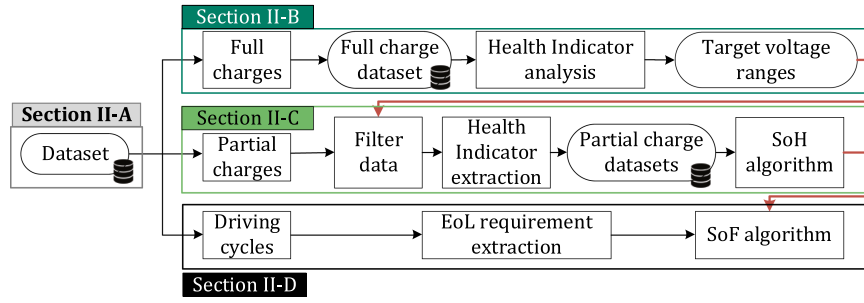 Section II-B
Full
charges
Full charge
dataset
Health Indicator
analysis
Target voltage
ranges
Section II-A
Dataset
Section II-C
Partial
charges
Filter
data
Health
Indicator
extraction
Partial charge
datasets
SoH
algorithm
Driving
cycles
EoL requirement
extraction
SoF algorithm
Section II-D